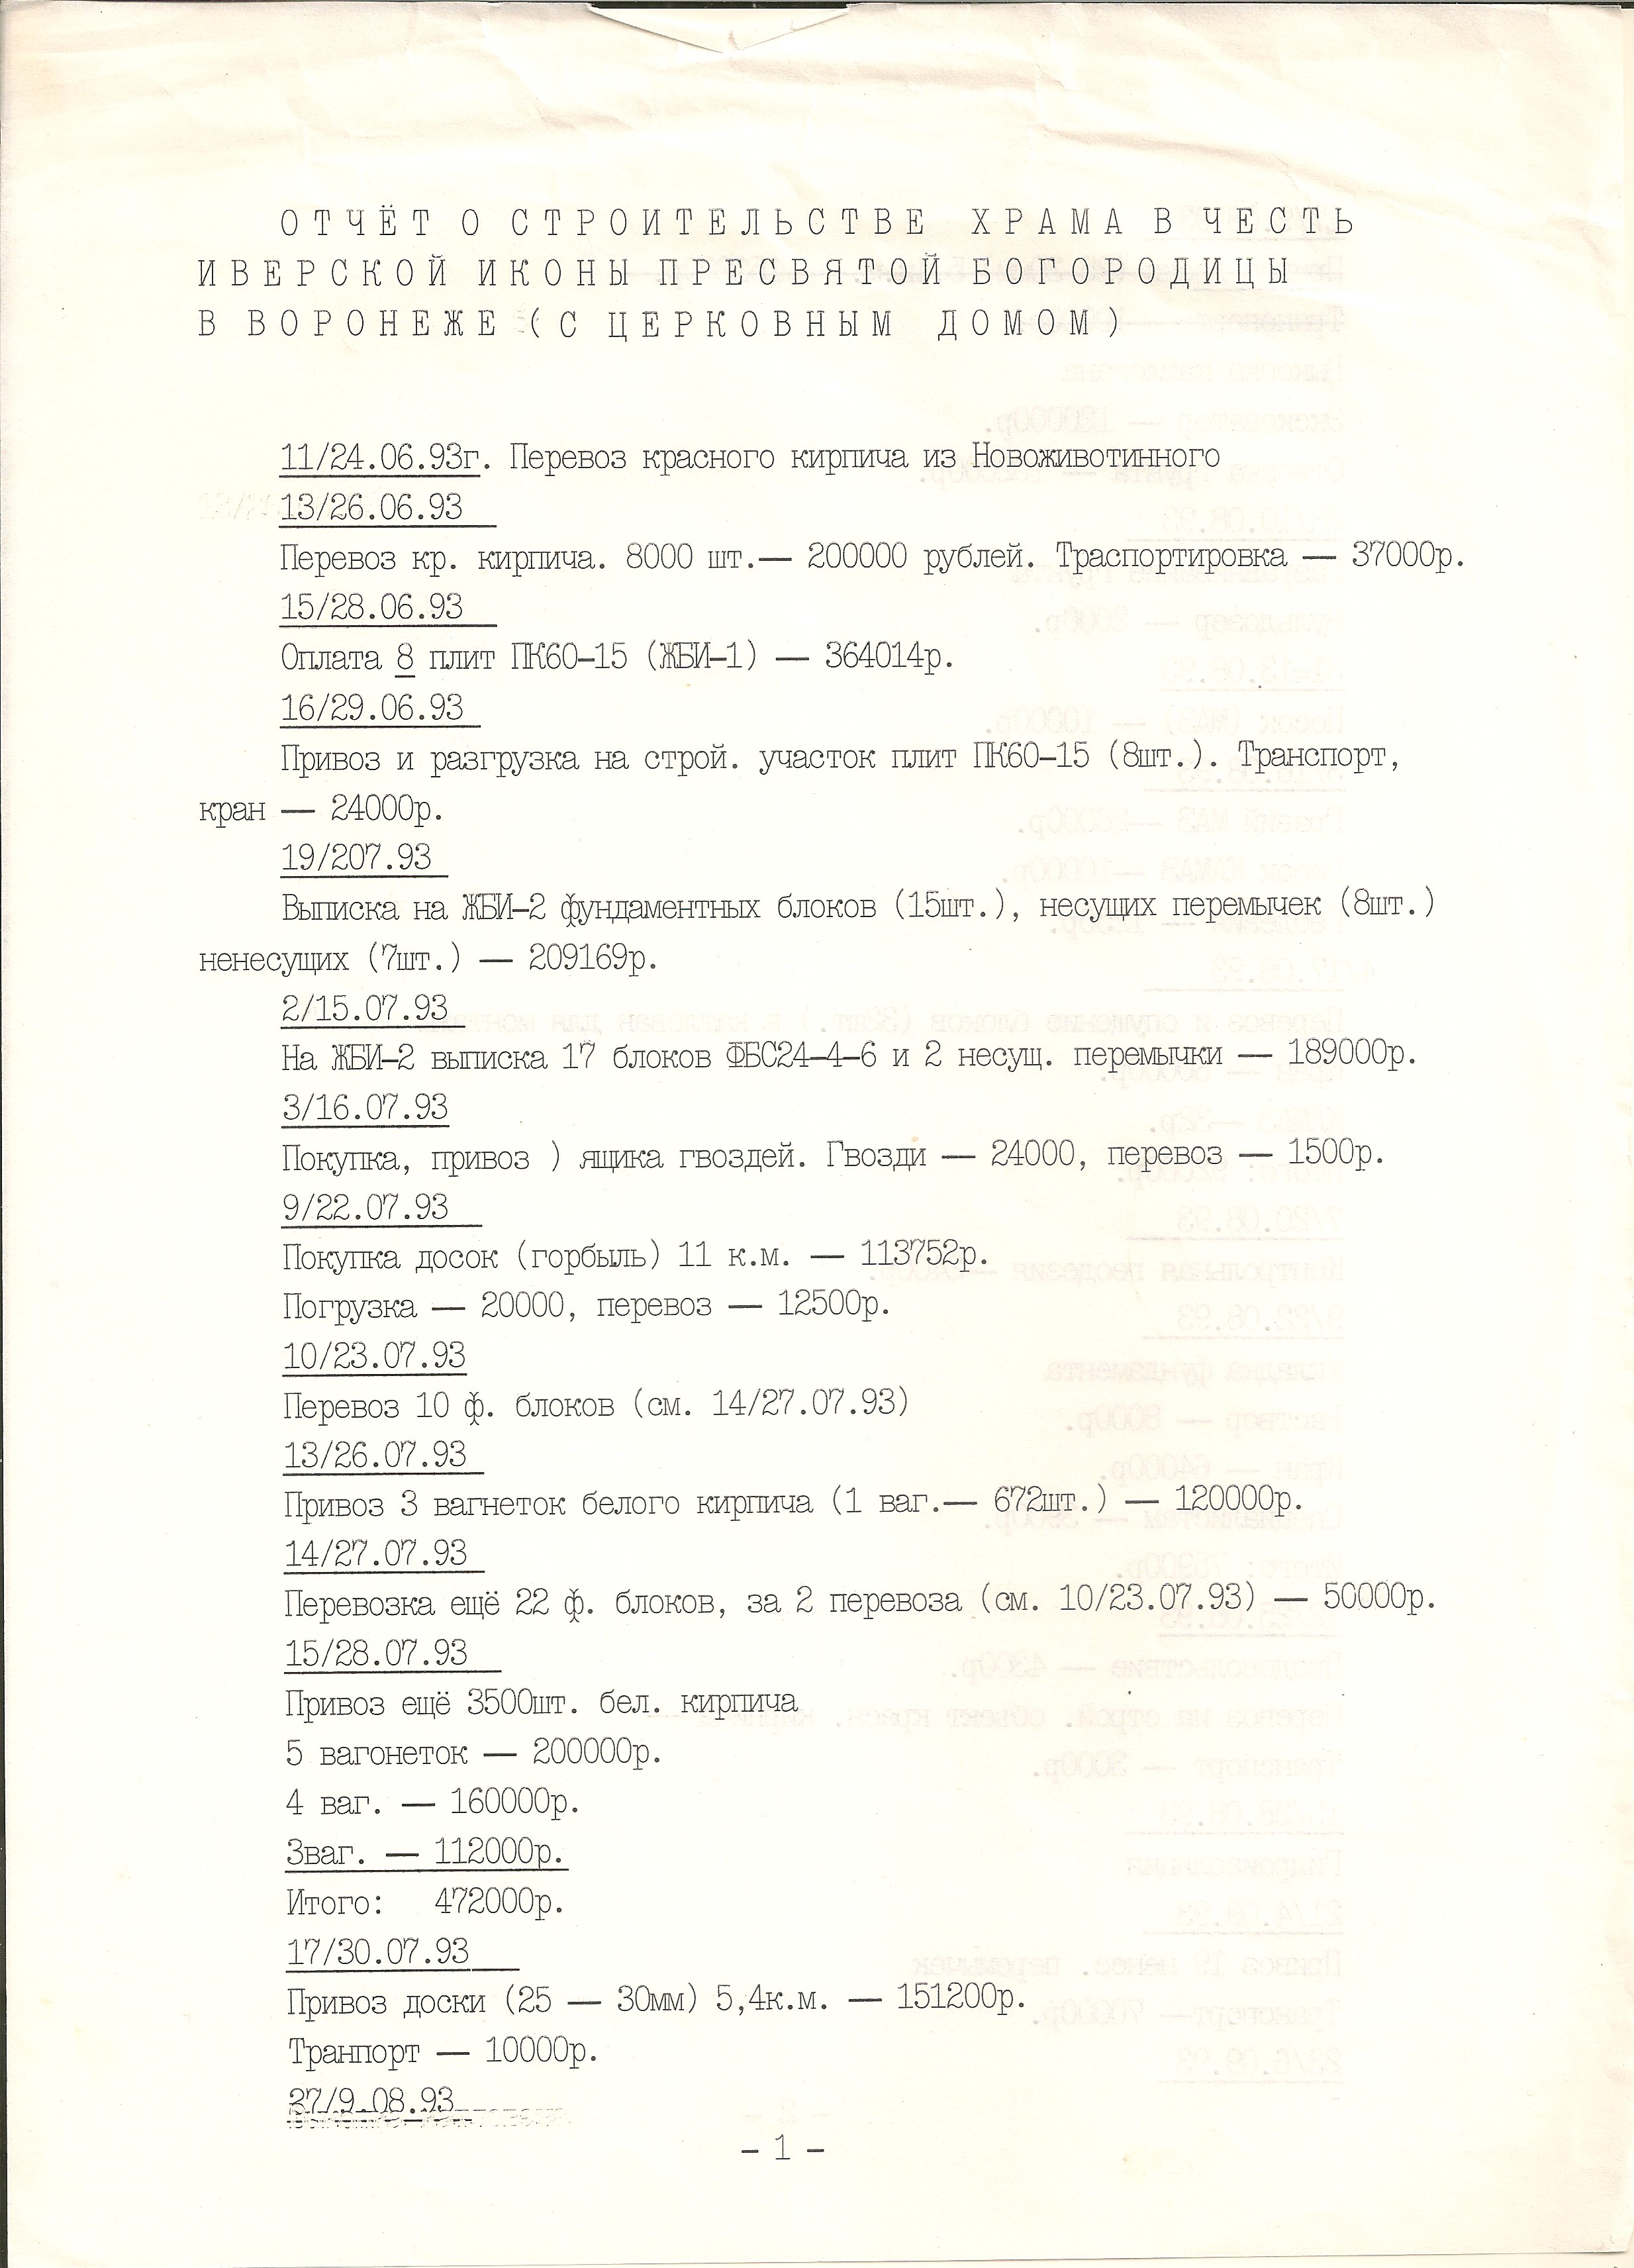 ОТЧЁТ О СТРОИТЕЛЬСТВЕ ХРАМА В ЧЕСТЬ
ИВЕРСКОЙ ИКОНЫ ПРЕСВЯТОЙ БОГОРОДИЦЫ
В ВОРОНЕЖЕ (С ЦЕРКОВНЫМ ДОМОМ)
11/24.06.93г. Перевоз красного кирпича из Новоживотинного
13/26.06.93
Перевоз кр. кирпича. 8000 шт.— 200000 рублей. Траспортировка — 37000р.
15/28.06.93
Оплата 8 плит ПК60-15 (ЖБИ-1) — 364014р.
16/29.06.93
Привоз и разгрузка на строй. участок плит ПК60-15 (8шт.). Транспорт,
кран — 24000р.
19/207.93
Выписка на ЖБИ-2 фундаментных блоков (15шт.), несущих перемычек (8шт.)
ненесущих (7шт.) — 209169р.
2/15.07.93
На ЖБИ-2 выписка 17 блоков ФБС24-4-6 и 2 несущ. перемычки — 189000р.
3/16.07.93
Покупка, привоз ) ящика гвоздей. Гвозди — 24000, перевоз — 1500р.
9/22.07.93
Покупка досок (горбыль) 11 к.м. — 113752р.
Погрузка — 20000, перевоз — 12500р.
10/23.07.93
Перевоз 10 ф. блоков (см. 14/27.07.93)
13/26.07.93
Привоз 3 вагнеток белого кирпича (1 ваг.— 672шт.) — 120000р.
14/27.07.93
Перевозка ещё 22 ф. блоков, за 2 перевоза (см. 10/23.07.93) — 50000р.
15/28.07.93
Привоз ещё 3500шт. бел. кирпича
5 вагонеток — 200000р.
4 ваг. — 160000р.
3ваг. — 112000р.
Итого: 472000р.
17/30.07.93
Привоз доски (25 — 30мм) 5,4к.м. — 151200р.
Транпорт — 10000р.
27/9.08.93
- 1 -